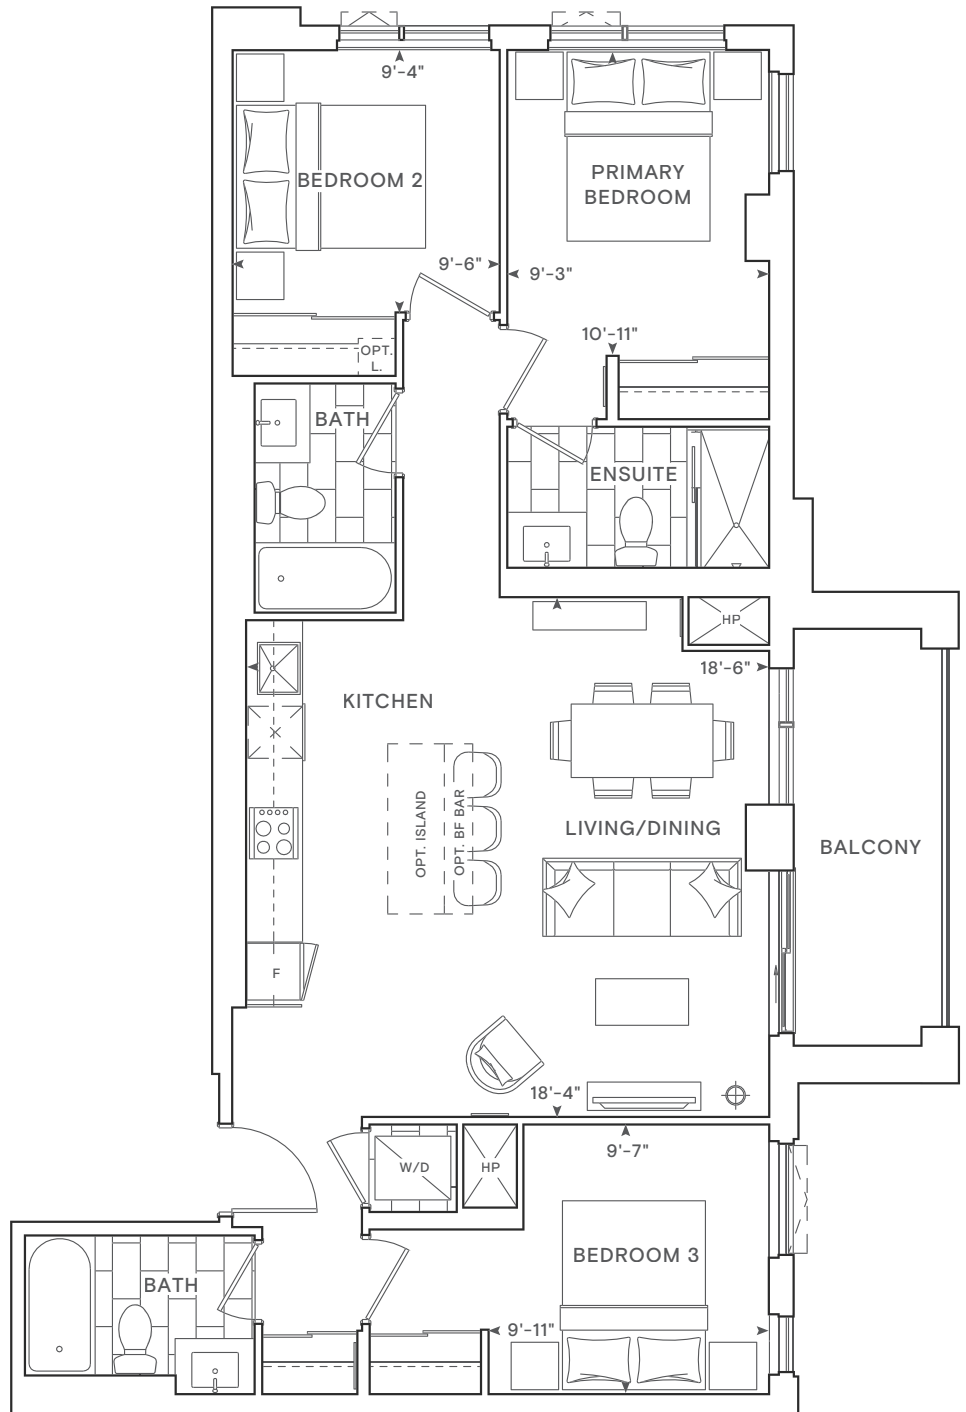 9'-4"
BEDROOM 2
PRIMARY
BEDROOM
9'-6"
9'-3"
10'-11"
OPT.
L.
BATH
ENSUITE
HP
18'-6"
KITCHEN
OPT. ISLAND
OPT. BF BAR
LIVING/DINING
BALCONY
F
18'-4"
9'-7"
W/D
HP
BEDROOM 3
BATH
9'-11"